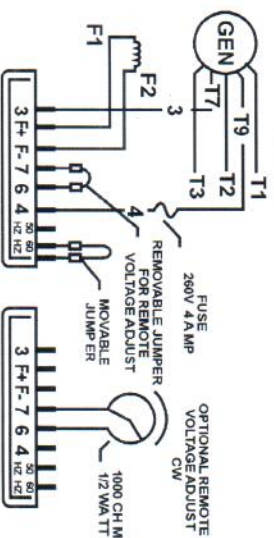 GEN
T1
T9
T2
T7
T3
F1
F2
3
4
FUSE
260V 4 AMP
REMOVABLE JUMPER
FOR REMOTE
VOLTAGE ADJUST
MOVABLE
JUMPER
3 F+ F- 7 6 4 50 HZ 60 HZ
OPTIONAL REMOTE
VOLTAGE ADJUST
CW
1000 OHM
1/2 WATT
3 F+ F- 7 6 4 50 HZ 60 HZ